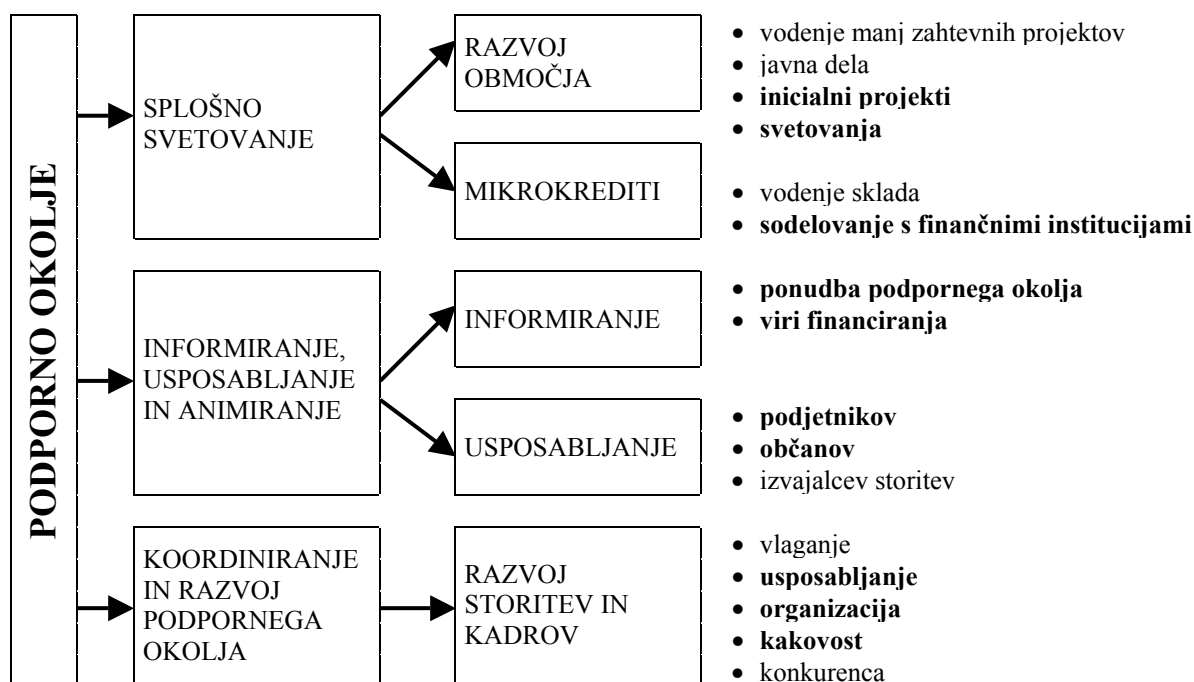 PODPORNO OKOLJE
SPLOŠNO
SVETOVANJE
RAZVOJ
OBMOČJA
• vodenje manj zahtevnih projektov
• javna dela
• inicialni projekti
• svetovanja
MIKROKREDITI
• vodenje sklada
• sodelovanje s finančnimi institucijami
INFORMIRANJE,
USPOSABLJANJE
IN ANIMIRANJE
INFORMIRANJE
• ponudba podpornega okolja
• viri financiranja
USPOSABLJANJE
• podjetnikov
• občanov
• izvajalcev storitev
KOORDINIRANJE
IN RAZVOJ
PODPORNEGA
OKOLJA
RAZVOJ
STORITEV IN
KADROV
• vlaganje
• usposabljanje
• organizacija
• kakovost
• konkurenca